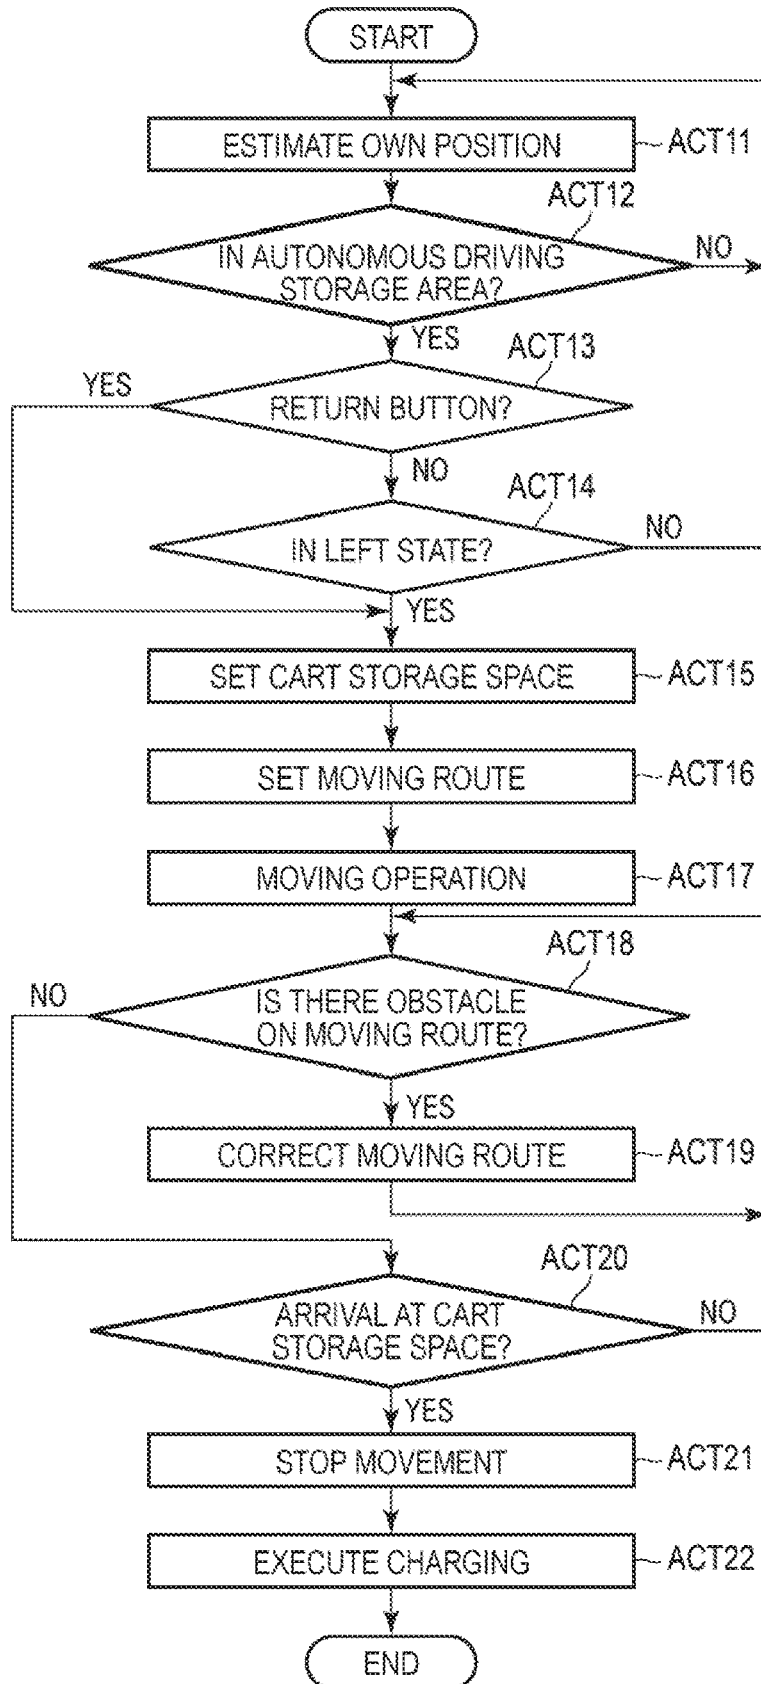 START
ESTIMATE OWN POSITION
ACT11
ACT12
IN AUTONOMOUS DRIVING
STORAGE AREA?
NO
YES
ACT13
YES
RETURN BUTTON?
NO
ACT14
IN LEFT STATE?
NO
YES
SET CART STORAGE SPACE
ACT15
SET MOVING ROUTE
ACT16
MOVING OPERATION
ACT17
ACT18
NO
IS THERE OBSTACLE
ON MOVING ROUTE?
YES
CORRECT MOVING ROUTE
ACT19
ACT20
ARRIVAL AT CART
STORAGE SPACE?
NO
YES
STOP MOVEMENT
ACT21
EXECUTE CHARGING
ACT22
END